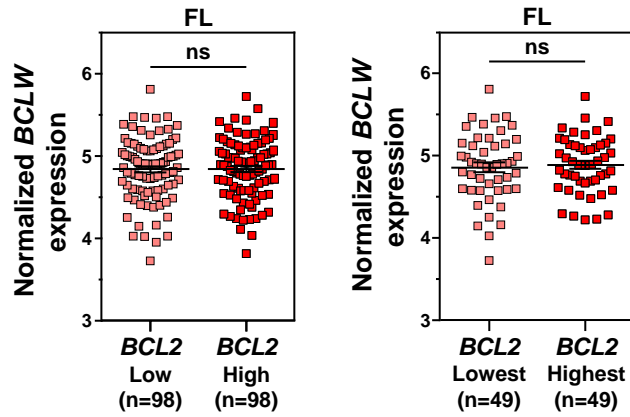 FL
ns
Normalized BCLW
expression
6
5
4
3
BCL2
Low
(n=98)
BCL2
High
(n=98)
FL
ns
Normalized BCLW
expression
6
5
4
3
BCL2
Lowest
(n=49)
BCL2
Highest
(n=49)